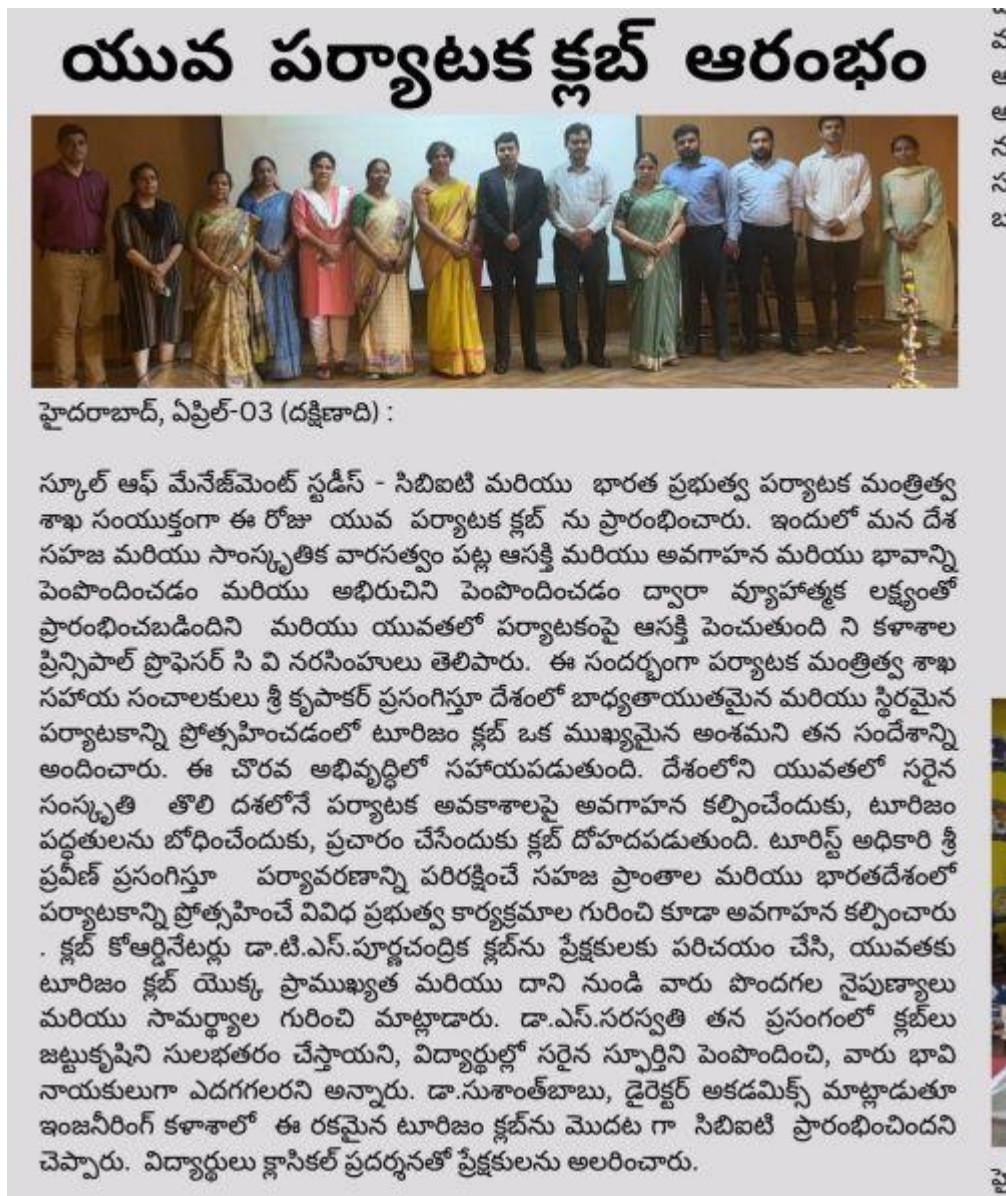 యువ పర్యాటక క్లబ్ ఆరంభం
హైదరాబాద్, ఏప్రిల్-03 (దక్షిణాది) :
స్కూల్ ఆఫ్ మేనేజ్‌మెంట్ స్టడీస్ - సిబిఐటి మరియు భారత ప్రభుత్వ పర్యాటక మంత్రిత్వ
శాఖ సంయుక్తంగా ఈ రోజు యువ పర్యాటక క్లబ్ ను ప్రారంభించారు. ఇందులో మన దేశ
సహజ మరియు సాంస్కృతిక వారసత్వం పట్ల ఆసక్తి మరియు అవగాహన మరియు భావాన్ని
పెంపొందించడం మరియు అభిరుచిని పెంపొందించడం ద్వారా వ్యూహాత్మక లక్ష్యంతో
ప్రారంభించబడిందిని మరియు యువతలో పర్యాటకంపై ఆసక్తి పెంచుతుంది ని కళాశాల
ప్రిన్సిపాల్ ప్రొఫెసర్ సి వి నరసింహులు తెలిపారు. ఈ సందర్భంగా పర్యాటక మంత్రిత్వ శాఖ
సహాయ సంచాలకులు శ్రీ కృపాకర్ ప్రసంగిస్తూ దేశంలో బాధ్యతాయుతమైన మరియు స్థిరమైన
పర్యాటకాన్ని ప్రోత్సహించడంలో టూరిజం క్లబ్ ఒక ముఖ్యమైన అంశమని తన సందేశాన్ని
అందించారు. ఈ చొరవ అభివృద్ధిలో సహాయపడుతుంది. దేశంలోని యువతలో సరైన
సంస్కృతి తొలి దశలోనే పర్యాటక అవకాశాలపై అవగాహన కల్పించేందుకు, టూరిజం
పద్ధతులను బోధించేందుకు, ప్రచారం చేసేందుకు క్లబ్ దోహదపడుతుంది. టూరిస్ట్ అధికారి శ్రీ
ప్రవీణ్ ప్రసంగిస్తూ పర్యావరణాన్ని పరిరక్షించే సహజ ప్రాంతాల మరియు భారతదేశంలో
పర్యాటకాన్ని ప్రోత్సహించే వివిధ ప్రభుత్వ కార్యక్రమాల గురించి కూడా అవగాహన కల్పించారు
. క్లబ్ కోఆర్డినేటర్లు డా.టి.ఎస్.పూర్ణచంద్రిక క్లబ్‌ను ప్రేక్షకులకు పరిచయం చేసి, యువతకు
టూరిజం క్లబ్ యొక్క ప్రాముఖ్యత మరియు దాని నుండి వారు పొందగల నైపుణ్యాలు
మరియు సామర్థ్యాల గురించి మాట్లాడారు. డా.ఎస్.సరస్వతి తన ప్రసంగంలో క్లబ్‌లు
జట్టుకృషిని సులభతరం చేస్తాయని, విద్యార్థుల్లో సరైన స్ఫూర్తిని పెంపొందించి, వారు భావి
నాయకులుగా ఎదగగలరని అన్నారు. డా.సుశాంత్‌బాబు, డైరెక్టర్ అకడమిక్స్ మాట్లాడుతూ
ఇంజనీరింగ్ కళాశాలో ఈ రకమైన టూరిజం క్లబ్‌ను మొదట గా సిబిఐటి ప్రారంభించిందని
చెప్పారు. విద్యార్థులు క్లాసికల్ ప్రదర్శనతో ప్రేక్షకులను అలరించారు.